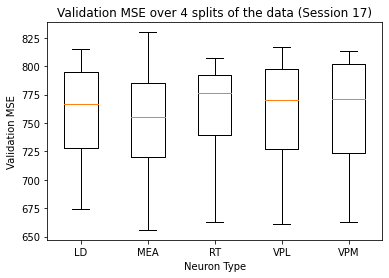 Validation MSE over 4 splits of the data (Session 17)
Validation MSE
825
800
775
750
725
700
675
650
LD MEA RT VPL VPM
Neuron Type